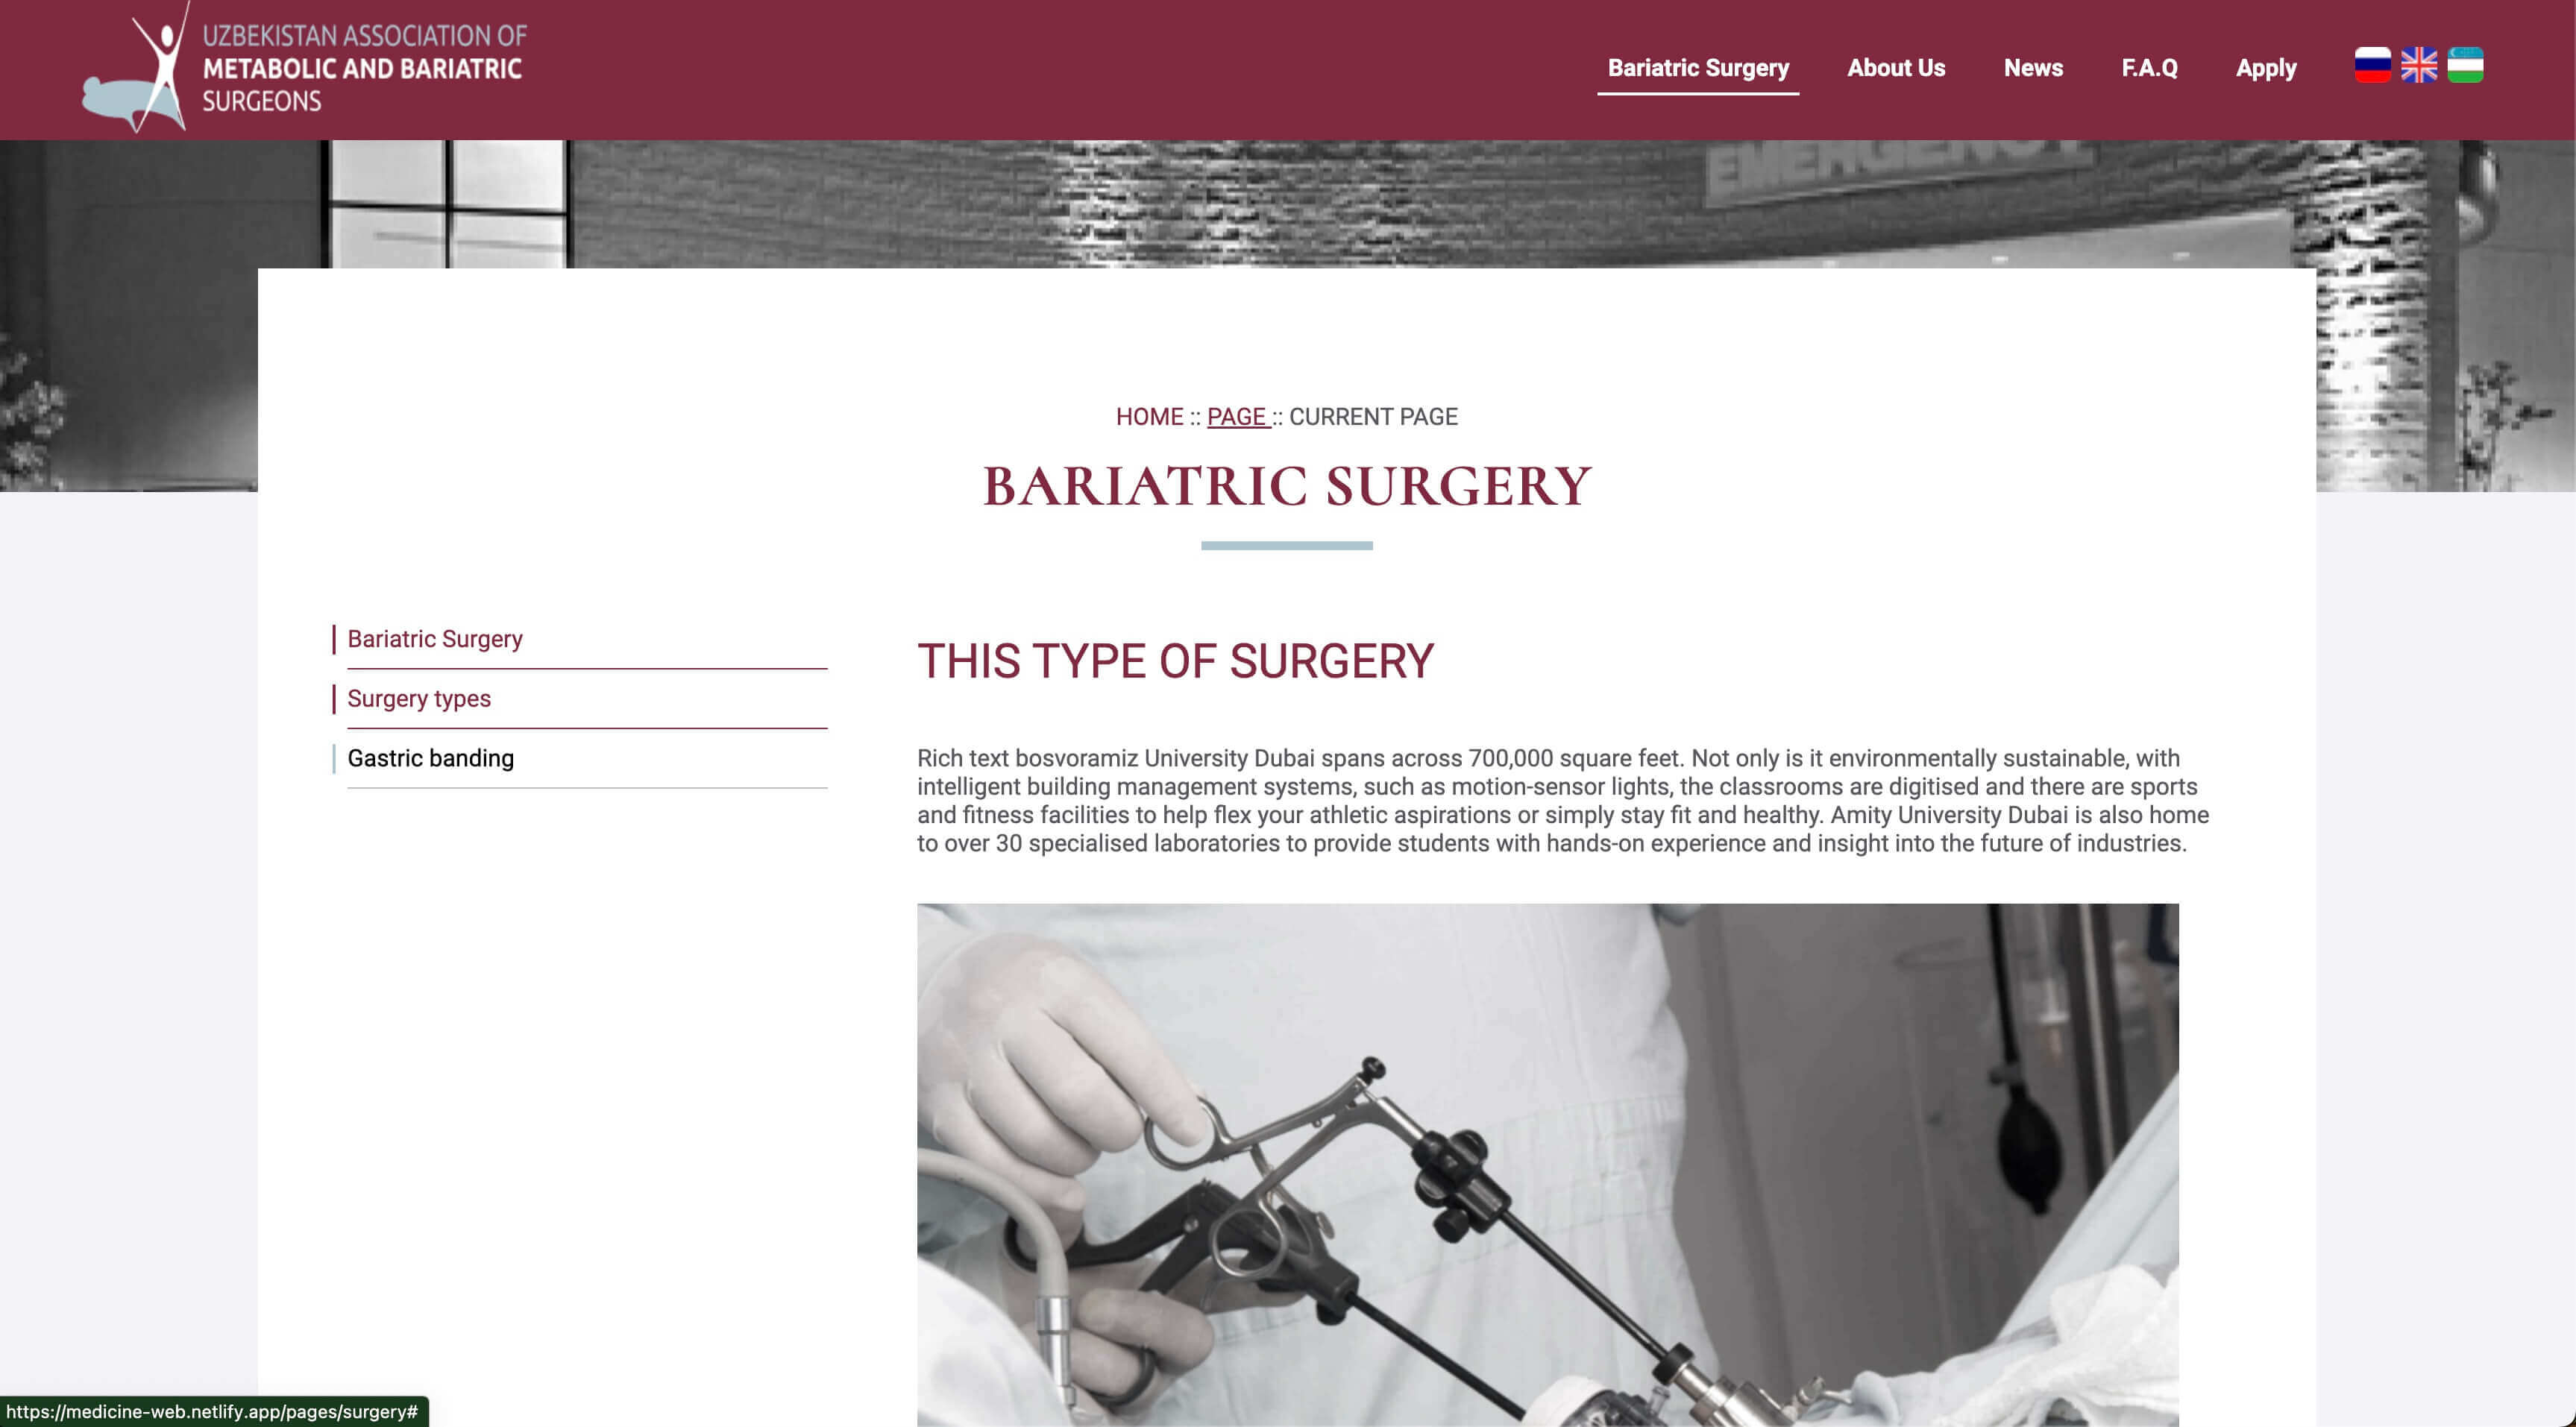 UZBEKISTAN ASSOCIATION OF
METABOLIC AND BARIATRIC
SURGEONS
Bariatric Surgery About Us News F.A.Q Apply
EMERGENCY
HOME :: PAGE :: CURRENT PAGE
BARIATRIC SURGERY
Bariatric Surgery
Surgery types
Gastric banding
THIS TYPE OF SURGERY
Rich text bosvoramiz University Dubai spans across 700,000 square feet. Not only is it environmentally sustainable, with
intelligent building management systems, such as motion-sensor lights, the classrooms are digitised and there are sports
and fitness facilities to help flex your athletic aspirations or simply stay fit and healthy. Amity University Dubai is also home
to over 30 specialised laboratories to provide students with hands-on experience and insight into the future of industries.
https://medicine-web.netlify.app/pages/surgery#